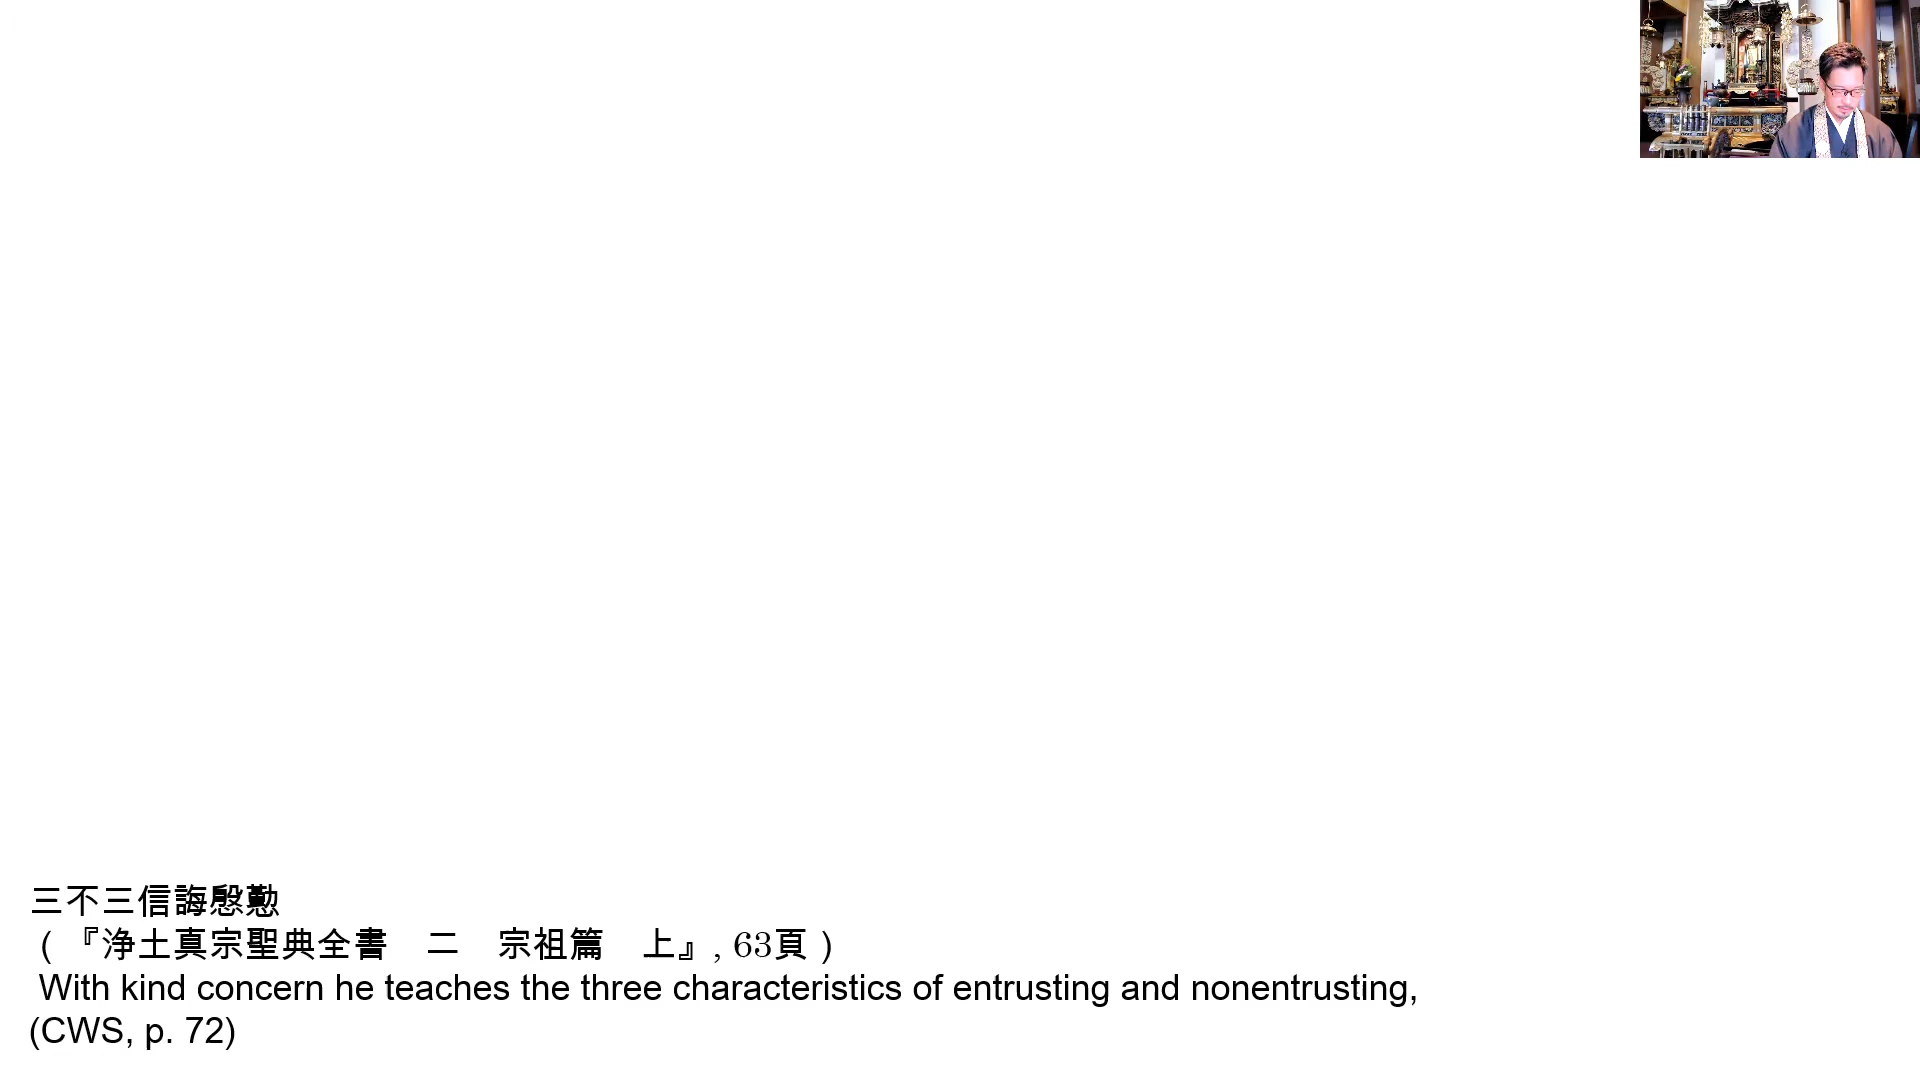 三不三信誨慇懃
（『浄土真宗聖典全書　二　宗祖篇　上』, 63頁）
With kind concern he teaches the three characteristics of entrusting and nonentrusting,
(CWS, p. 72)